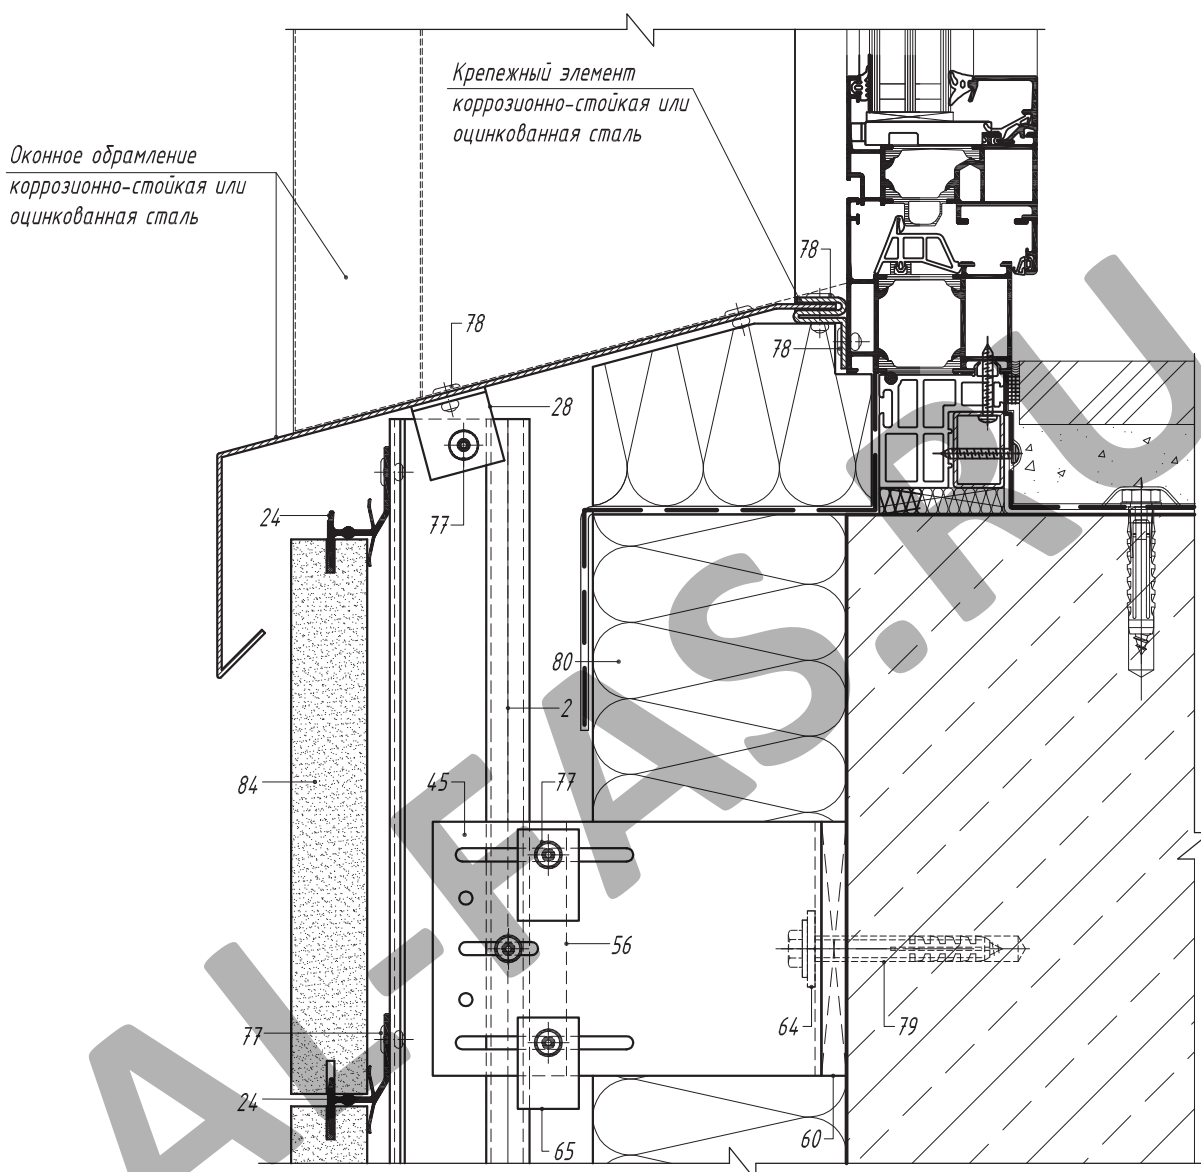 Крепежный элемент
коррозионно-стойкая или
оцинкованная сталь
Оконное обрамление
коррозионно-стойкая или
оцинкованная сталь
78
78
78
28
77
24
80
2
84
45
77
56
64
79
77
24
65
60
AL-FAS.RU